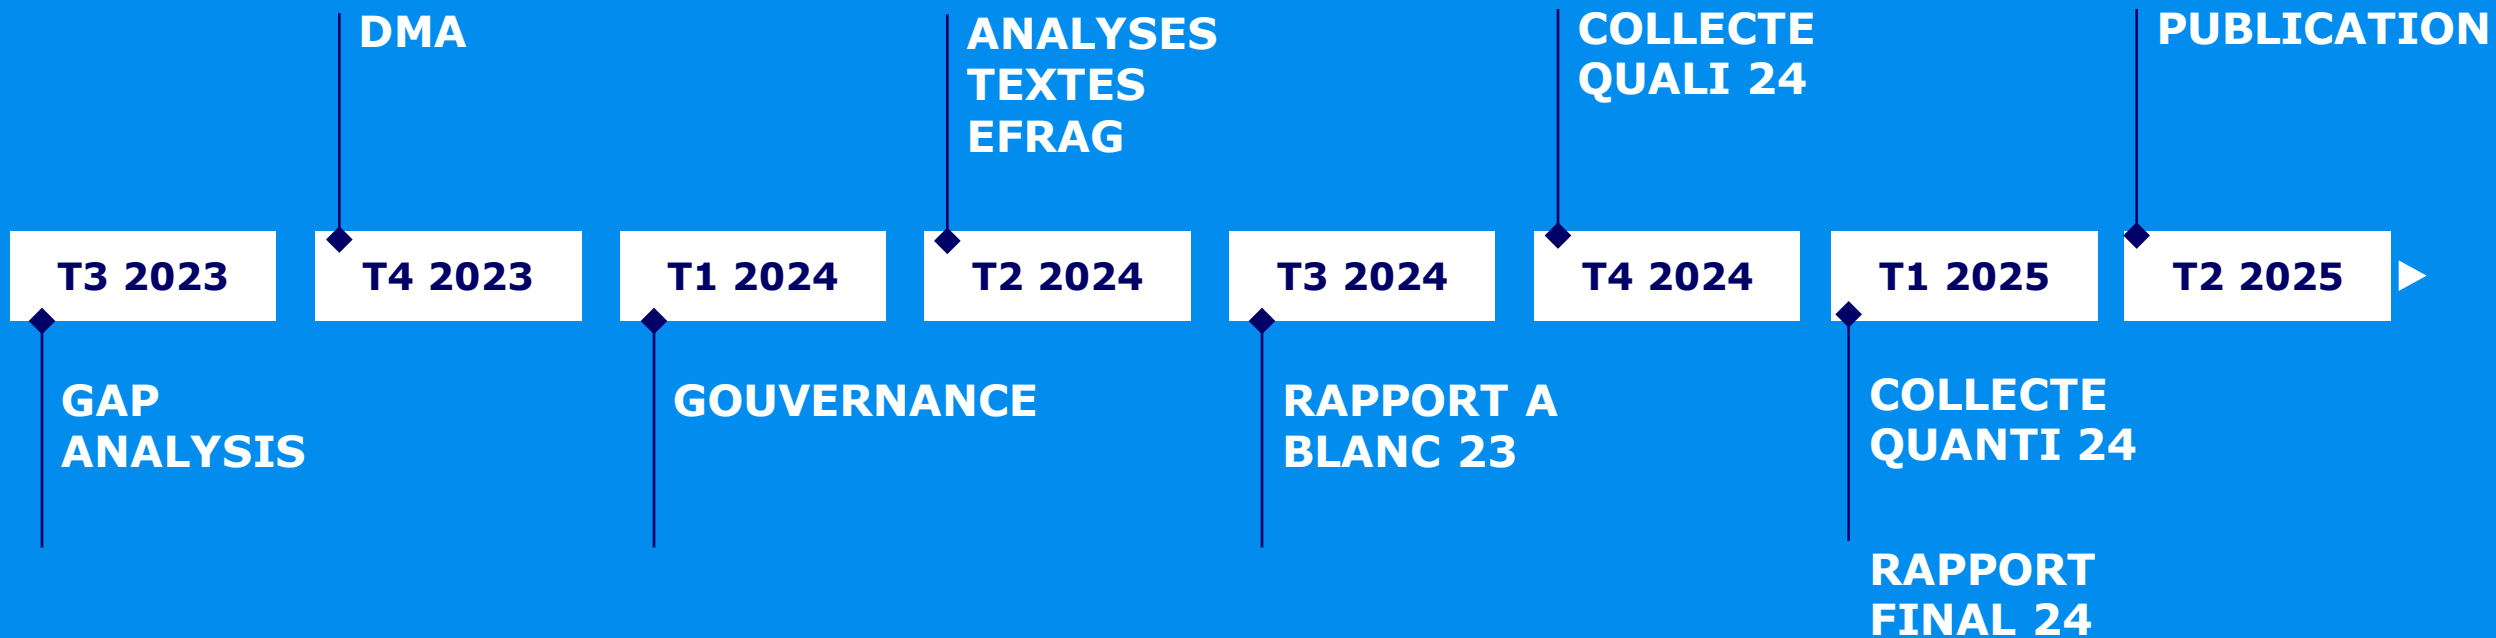 DMA
ANALYSES
TEXTES
EFRAG
COLLECTE
QUALI 24
PUBLICATION
T3 2023
T4 2023
T1 2024
T2 2024
T3 2024
T4 2024
T1 2025
T2 2025
GAP
ANALYSIS
GOUVERNANCE
RAPPORT A
BLANC 23
COLLECTE
QUANTI 24
RAPPORT
FINAL 24